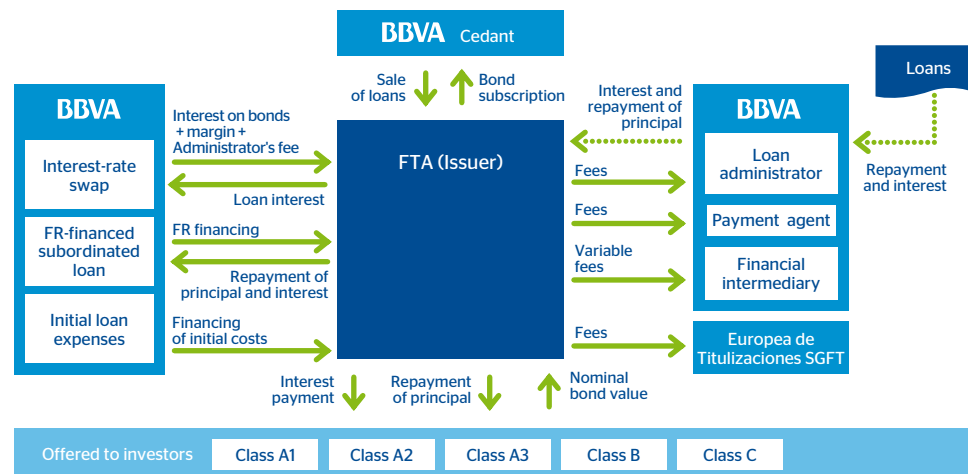 BBVA Cedant
Sale
of loans
Bond
subscription
Loans
BBVA
Interest-rate
swap
FR-financed
subordinated
loan
Initial loan
expenses
Interest on bonds
+ margin +
Administrator's fee
Loan interest
FR financing
Repayment of
principal and interest
Financing
of initial costs
FTA (Issuer)
Interest and
repayment of
principal
Fees
Fees
Variable
fees
Fees
BBVA
Loan
administrator
Payment agent
Financial
intermediary
Europea de
Titulizaciones SGFT
Repayment
and interest
Interest
payment
Repayment
of principal
Nominal
bond value
Offered to investors
Class A1
Class A2
Class A3
Class B
Class C